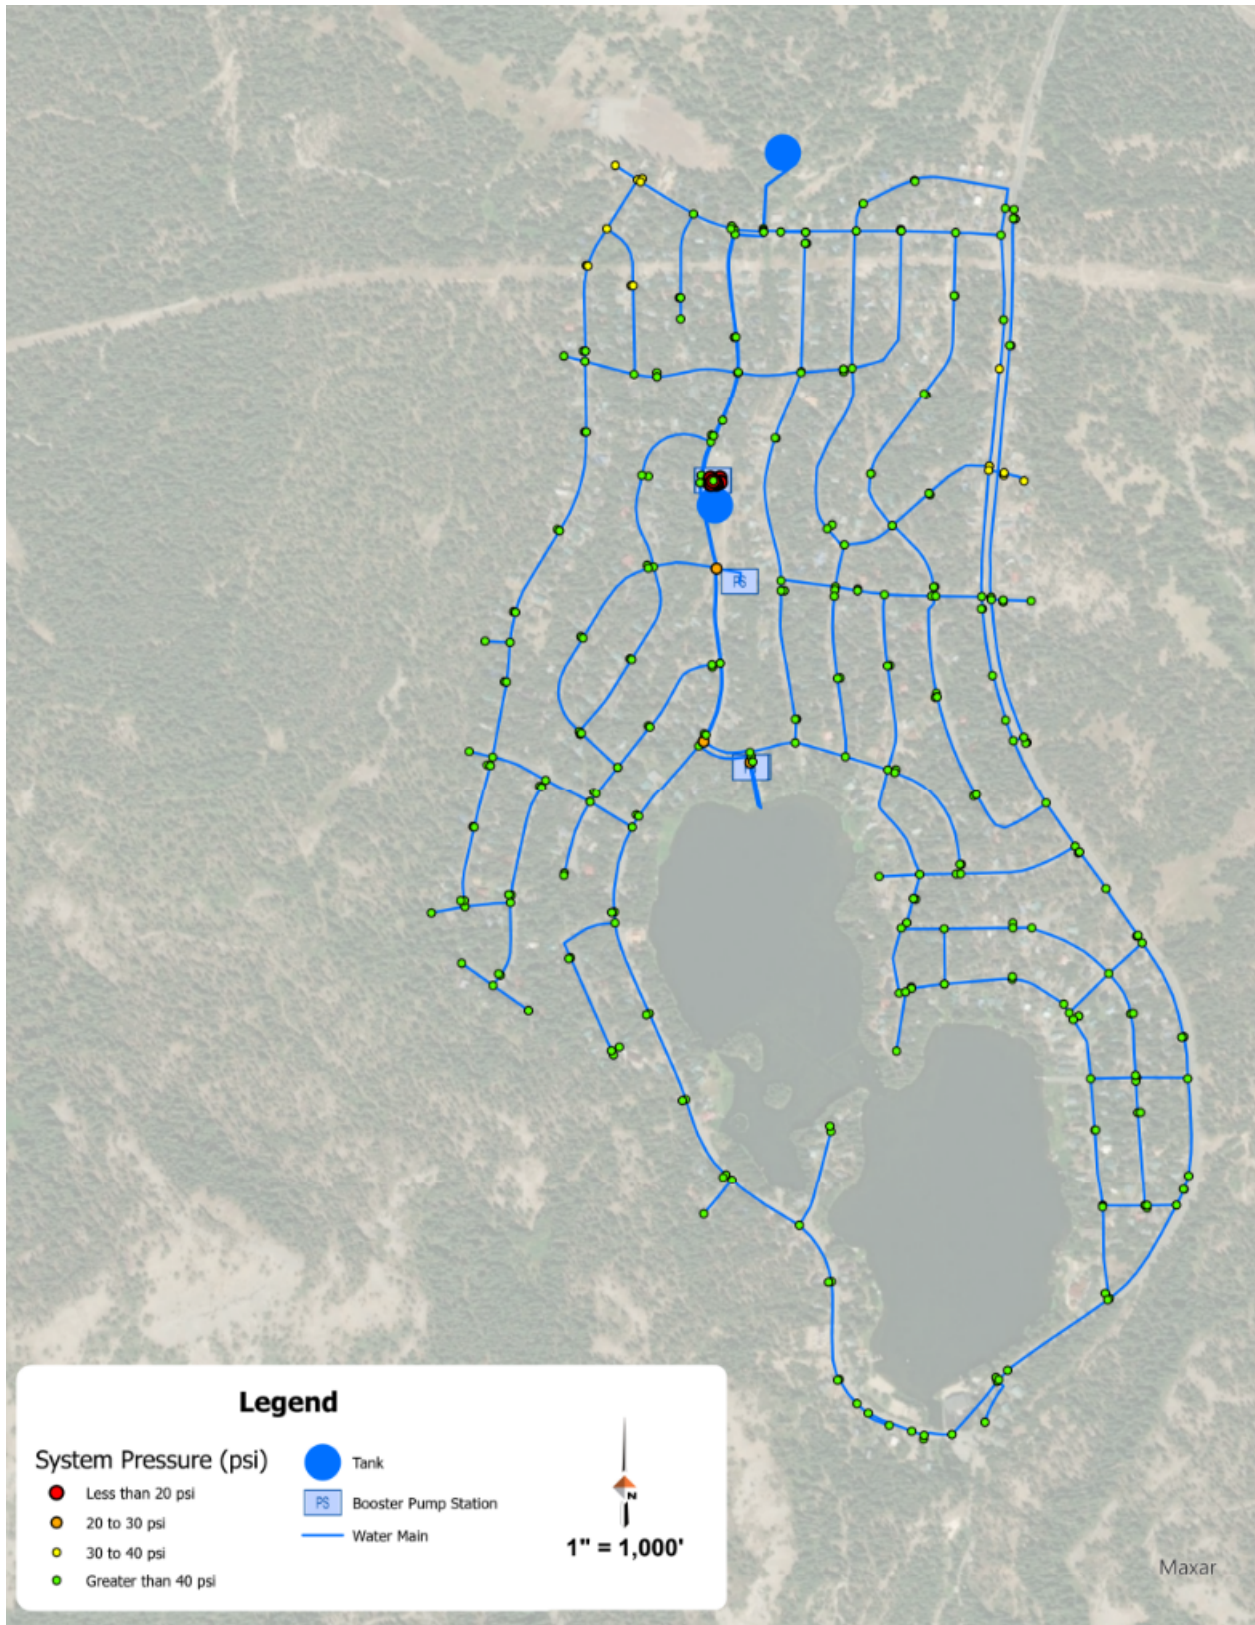 PS
Legend
System Pressure (psi)
Less than 20 psi
20 to 30 psi
30 to 40 psi
Greater than 40 psi
Tank
PS Booster Pump Station
Water Main
N
1" = 1,000'
Maxar